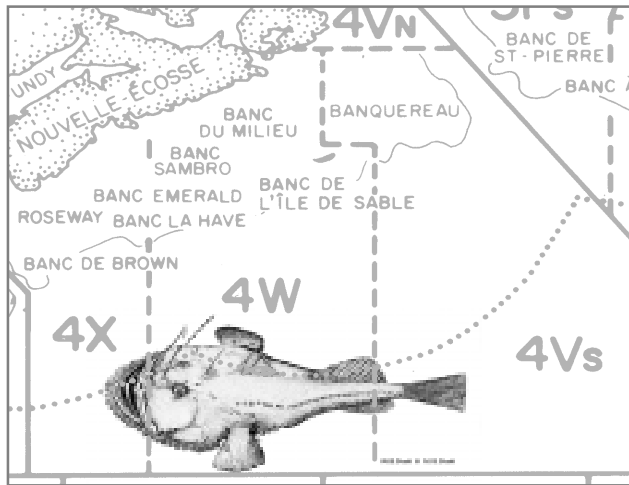 4VN
3Ps
BANC DE
ST-PIERRE
BANC À
UNDY
NOUVELLE ÉCOSSE
BANC
DU MILIEU
BANQUEREAU
BANC
SAMBRO
BANC EMERALD
BANC DE
L'ÎLE DE SABLE
ROSEWAY
BANC LA HAVE
BANC DE BROWN
4W
4X
4Vs